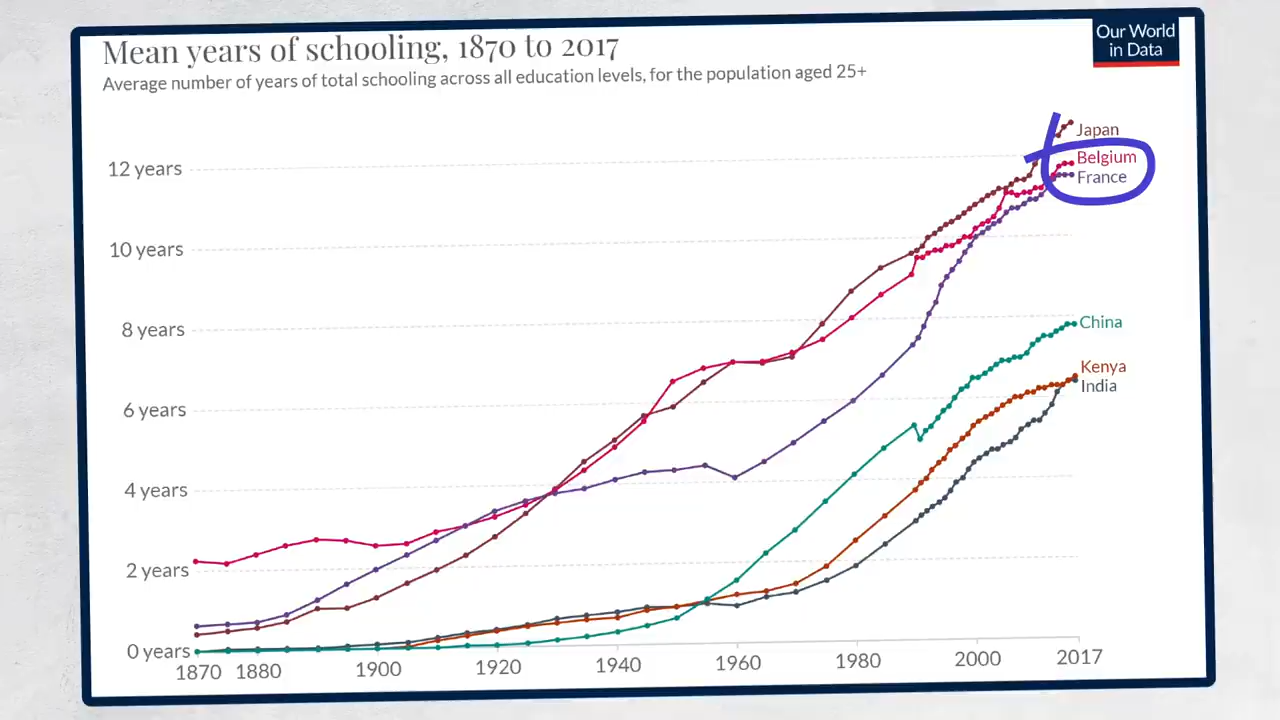 Mean years of schooling, 1870 to 2017
Average number of years of total schooling across all education levels, for the population aged 25+
Our World
in Data
Japan
12 years
Belgium
France
10 years
8 years
China
Kenya
India
6 years
4 years
2 years
0 years
1870 1880 1900 1920 1940 1960 1980 2000 2017